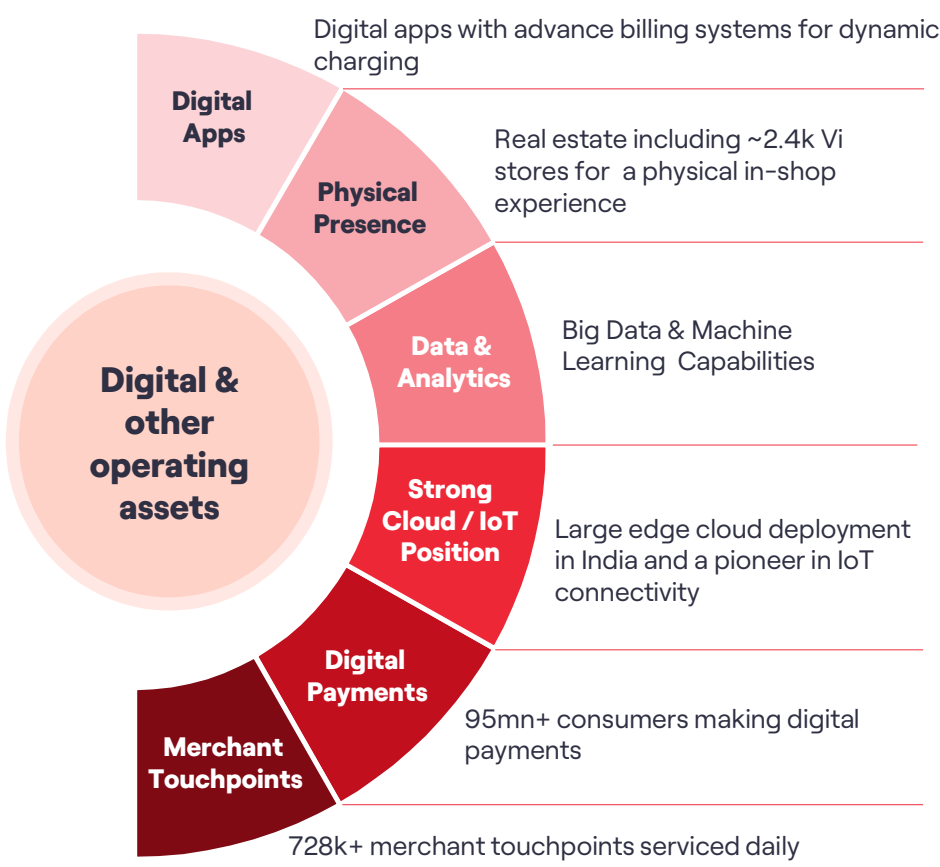 Digital apps with advance billing systems for dynamic
charging
Digital
Apps
Real estate including ~2.4k Vi
stores for a physical in-shop
experience
Physical
Presence
Big Data & Machine
Learning Capabilities
Data &
Analytics
Digital &
other
operating
assets
Strong
Cloud / IoT
Position
Large edge cloud deployment
in India and a pioneer in IoT
connectivity
Digital
Payments
95mn+ consumers making digital
payments
Merchant
Touchpoints
728k+ merchant touchpoints serviced daily